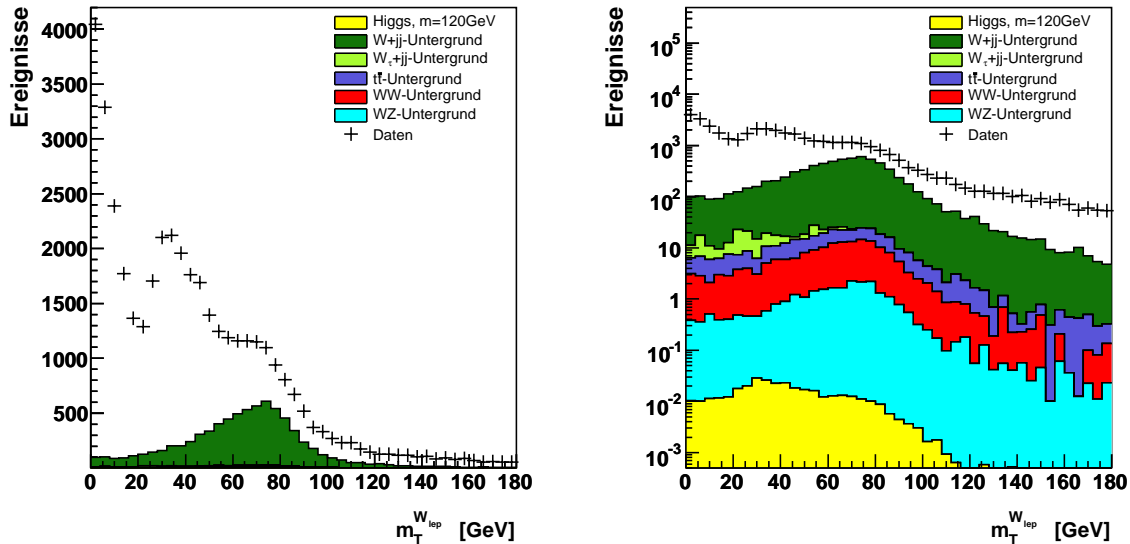 Ereignisse
4000
3500
3000
2500
2000
1500
1000
500
0 20 40 60 80 100 120 140 160 180
m_T^{W_lep} [GeV]
Higgs, m=120GeV
W+jj-Untergrund
W_τ+jj-Untergrund
tt̄-Untergrund
WW-Untergrund
WZ-Untergrund
Daten
Ereignisse
10^5
10^4
10^3
10^2
10
1
10^-1
10^-2
10^-3
0 20 40 60 80 100 120 140 160 180
m_T^{W_lep} [GeV]
Higgs, m=120GeV
W+jj-Untergrund
W_τ+jj-Untergrund
tt̄-Untergrund
WW-Untergrund
WZ-Untergrund
Daten